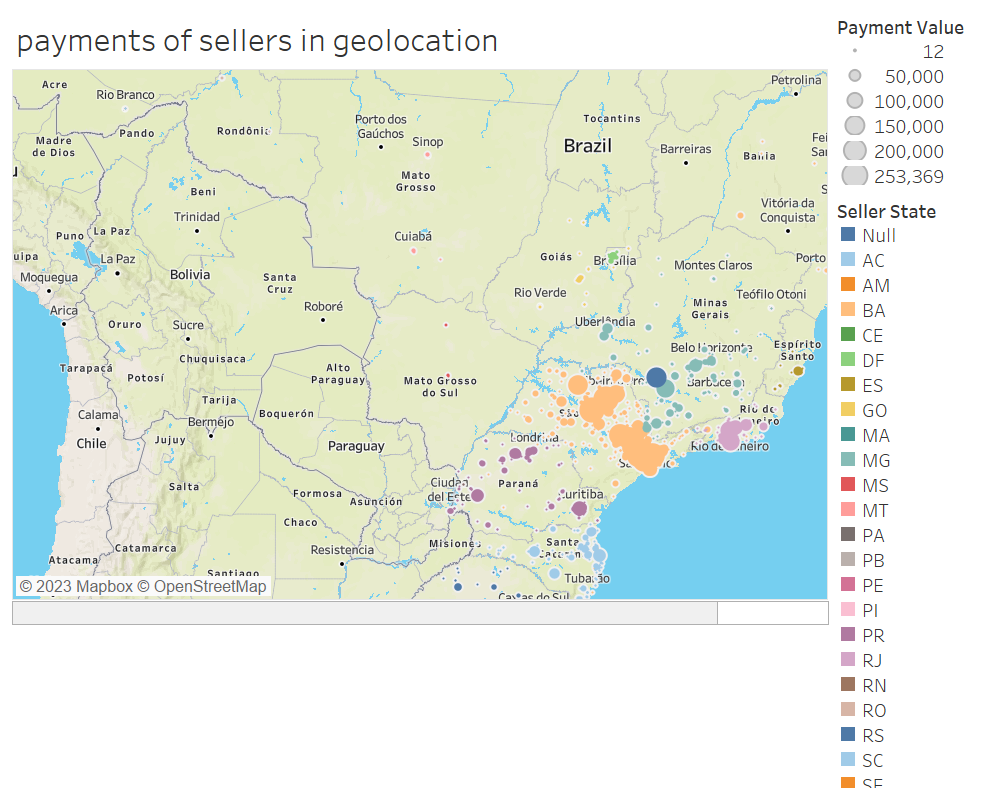 payments of sellers in geolocation
Payment Value
12
50,000
100,000
150,000
200,000
253,369
Seller State
Null
AC
AM
BA
CE
DF
ES
GO
MA
MG
MS
MT
PA
PB
PE
PI
PR
RJ
RN
RO
RS
SC
SE
Acre
Rio Branco
Petrolina
Pando
Rondônia
Porto dos
Gaúchos
Tocantins
Madre
de Dios
Sinop
Brazil
Barreiras
Bahia
Mato
Grosso
Beni
Trinidad
Vitória da
Conquista
Puno
La Paz
Cuiabá
La Paz
Goiás
Brasília
Porto
Moquegua
Bolivia
Santa
Cruz
Montes Claros
Rio Verde
Minas
Gerais
Teófilo Otoni
Arica
Roboré
Oruro
Sucre
Uberlândia
Chuquisaca
Belo Horizonte
Espírito
Santo
Tarapacá
Potosí
Alto
Paraguay
Mato Grosso
do Sul
Tarija
Boquerón
Calama
Bermejo
Chile
Jujuy
Paraguay
Londrina
Rio de Janeiro
Salta
Formosa
Asunción
Ciudad
del Este
Paraná
Curitiba
Chaco
Misiones
Santa
Catarina
Catamarca
Resistencia
Atacama
Santiago
Tubarão
Caxias do Sul
© 2023 Mapbox © OpenStreetMap